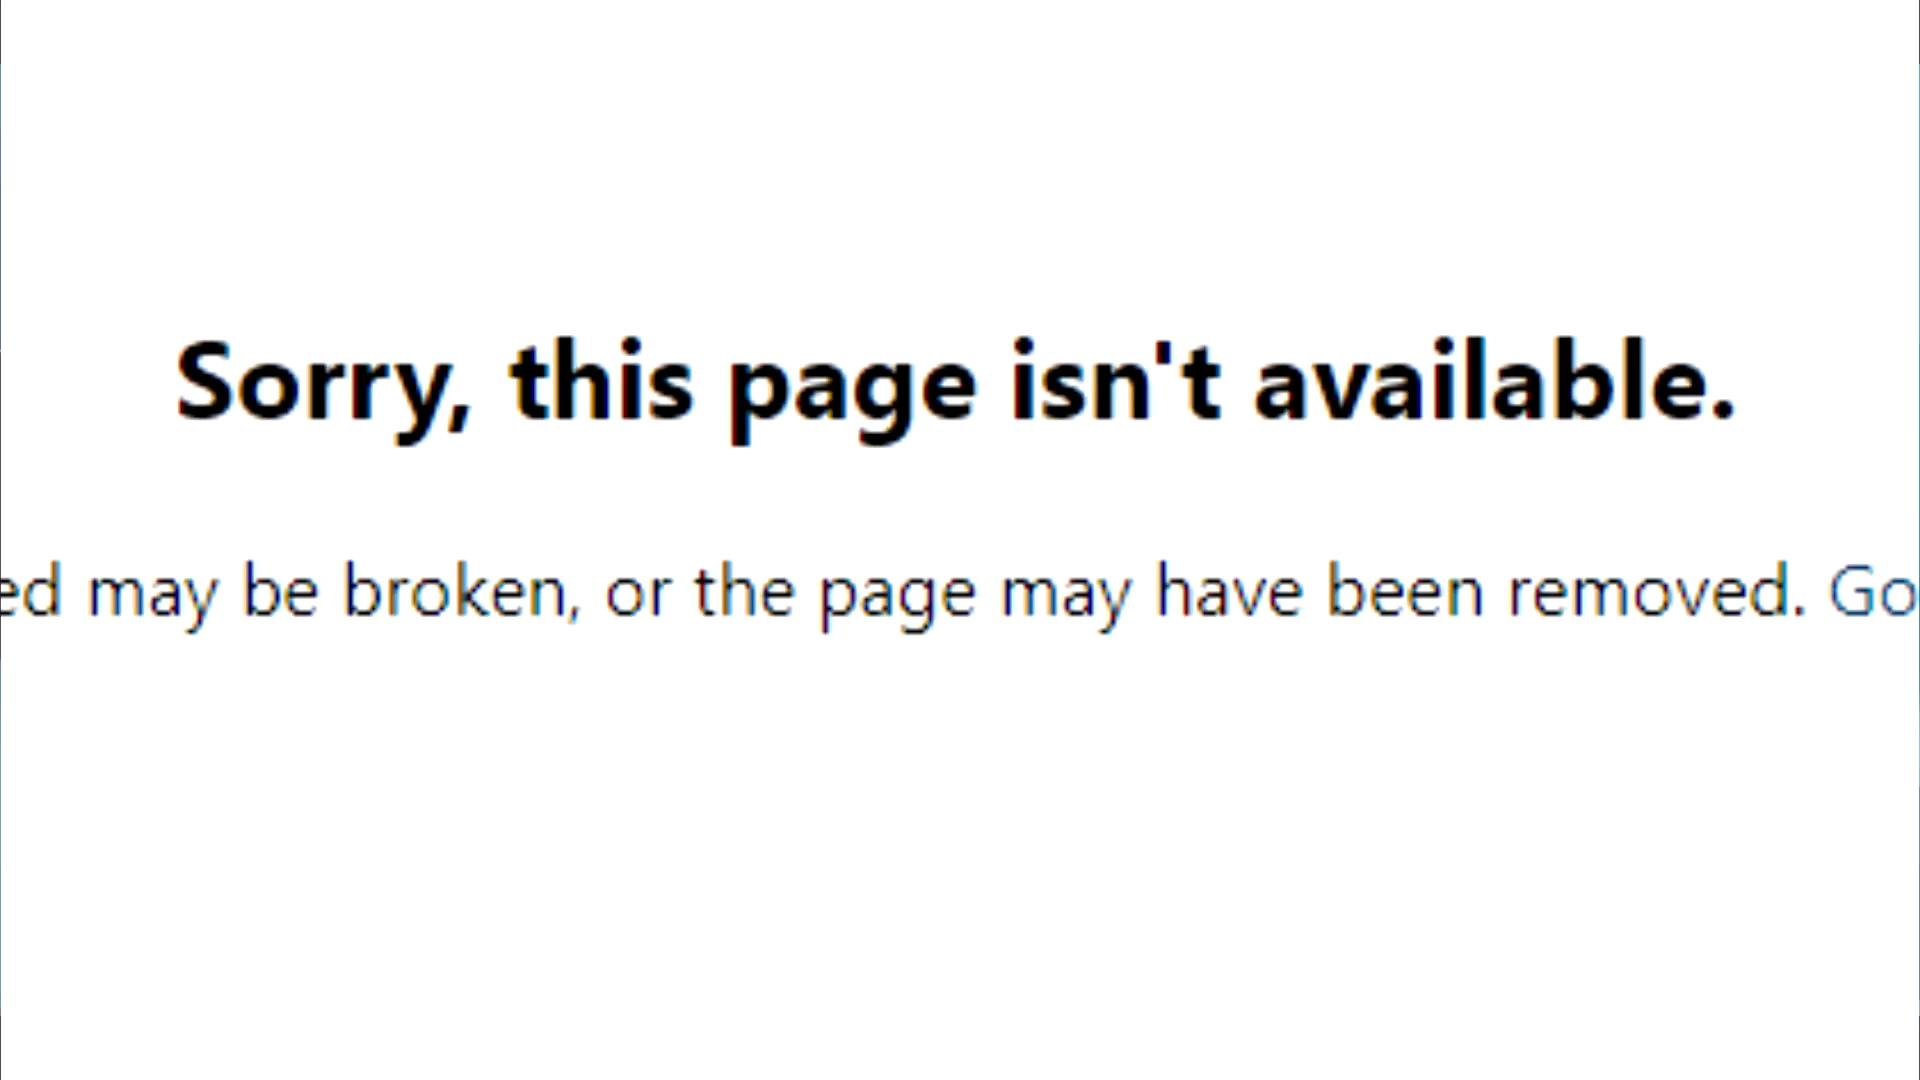 Sorry, this page isn't available.
ed may be broken, or the page may have been removed. Go